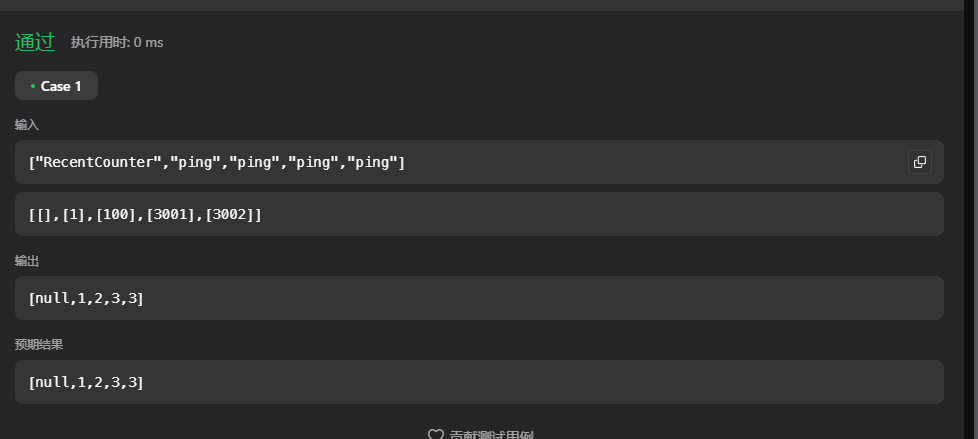 通过 执行用时: 0 ms
Case 1
输入
["RecentCounter","ping","ping","ping","ping"]
[[],[1],[100],[3001],[3002]]
输出
[null,1,2,3,3]
预期结果
[null,1,2,3,3]
贡献测试用例